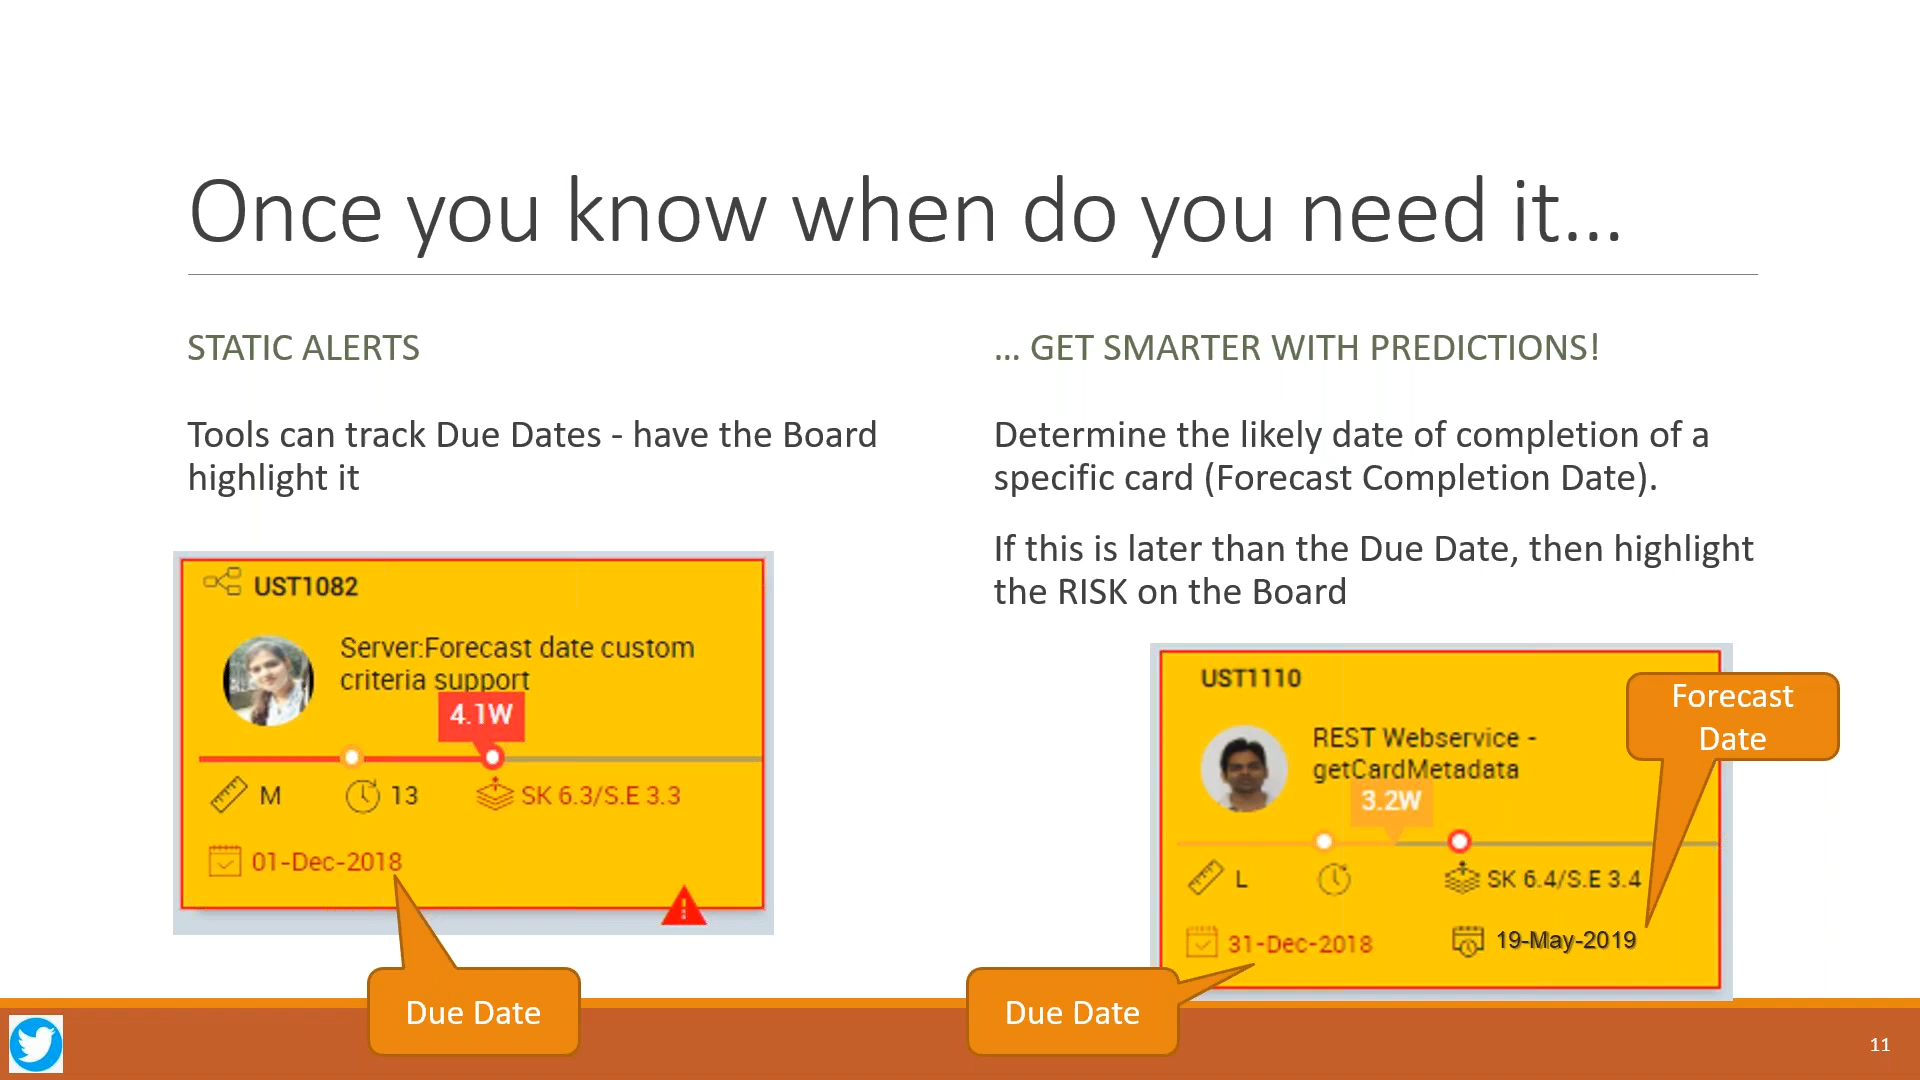 Once you know when do you need it...
STATIC ALERTS
Tools can track Due Dates - have the Board
highlight it
UST1082
Server:Forecast date custom
criteria support
4.1W
M
13
SK 6.3/S.E 3.3
01-Dec-2018
Due Date
... GET SMARTER WITH PREDICTIONS!
Determine the likely date of completion of a
specific card (Forecast Completion Date).
If this is later than the Due Date, then highlight
the RISK on the Board
UST1110
REST Webservice -
getCardMetadata
3.2W
L
SK 6.4/S.E 3.4
31-Dec-2018
19-May-2019
Forecast
Date
Due Date
11